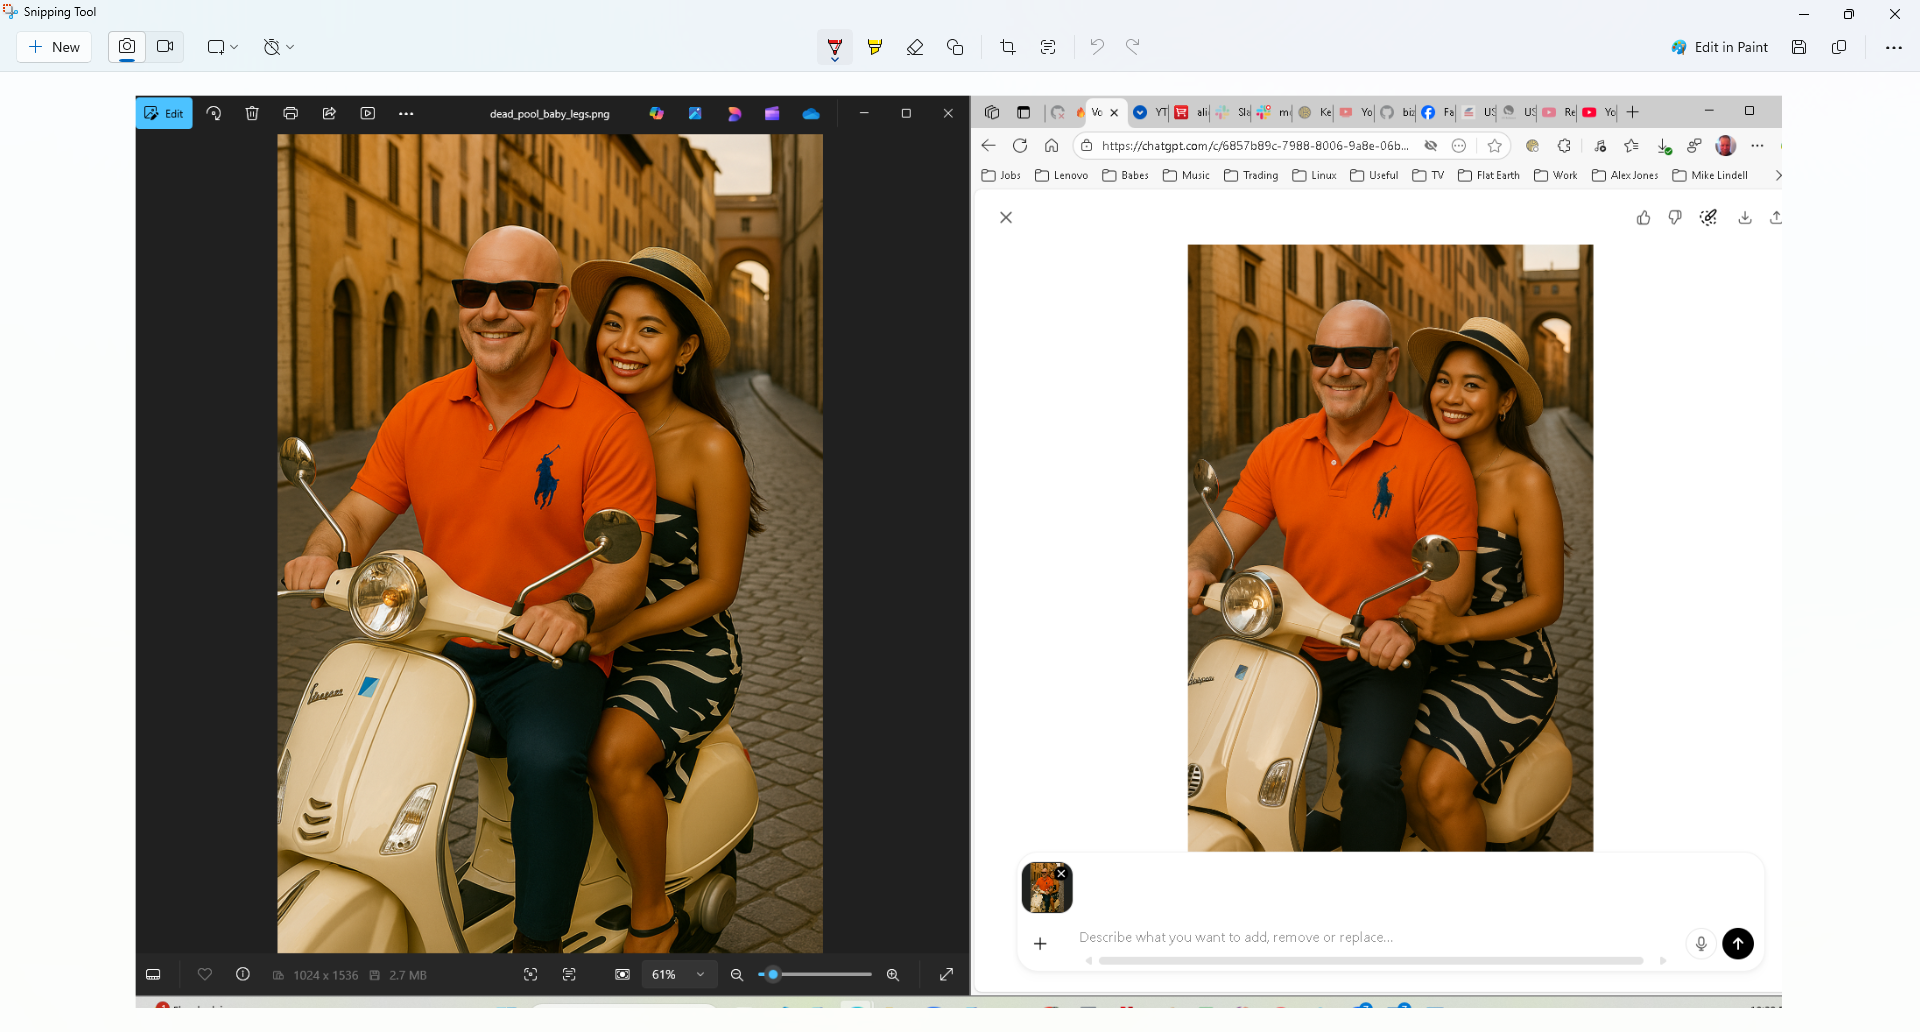 Snipping Tool
New
Edit in Paint
Edit
dead_pool_baby_legs.png
Vo
YT
ali
Sla
Ke
Yo
Fa
US
US
Re
Yo
https://chatgpt.com/c/6857b89c-7988-8006-9a8e-06b...
Jobs
Lenovo
Babes
Music
Trading
Linux
Useful
TV
Flat Earth
Work
Alex Jones
Mike Lindell
1024 x 1536
2.7 MB
61%
Describe what you want to add, remove or replace...